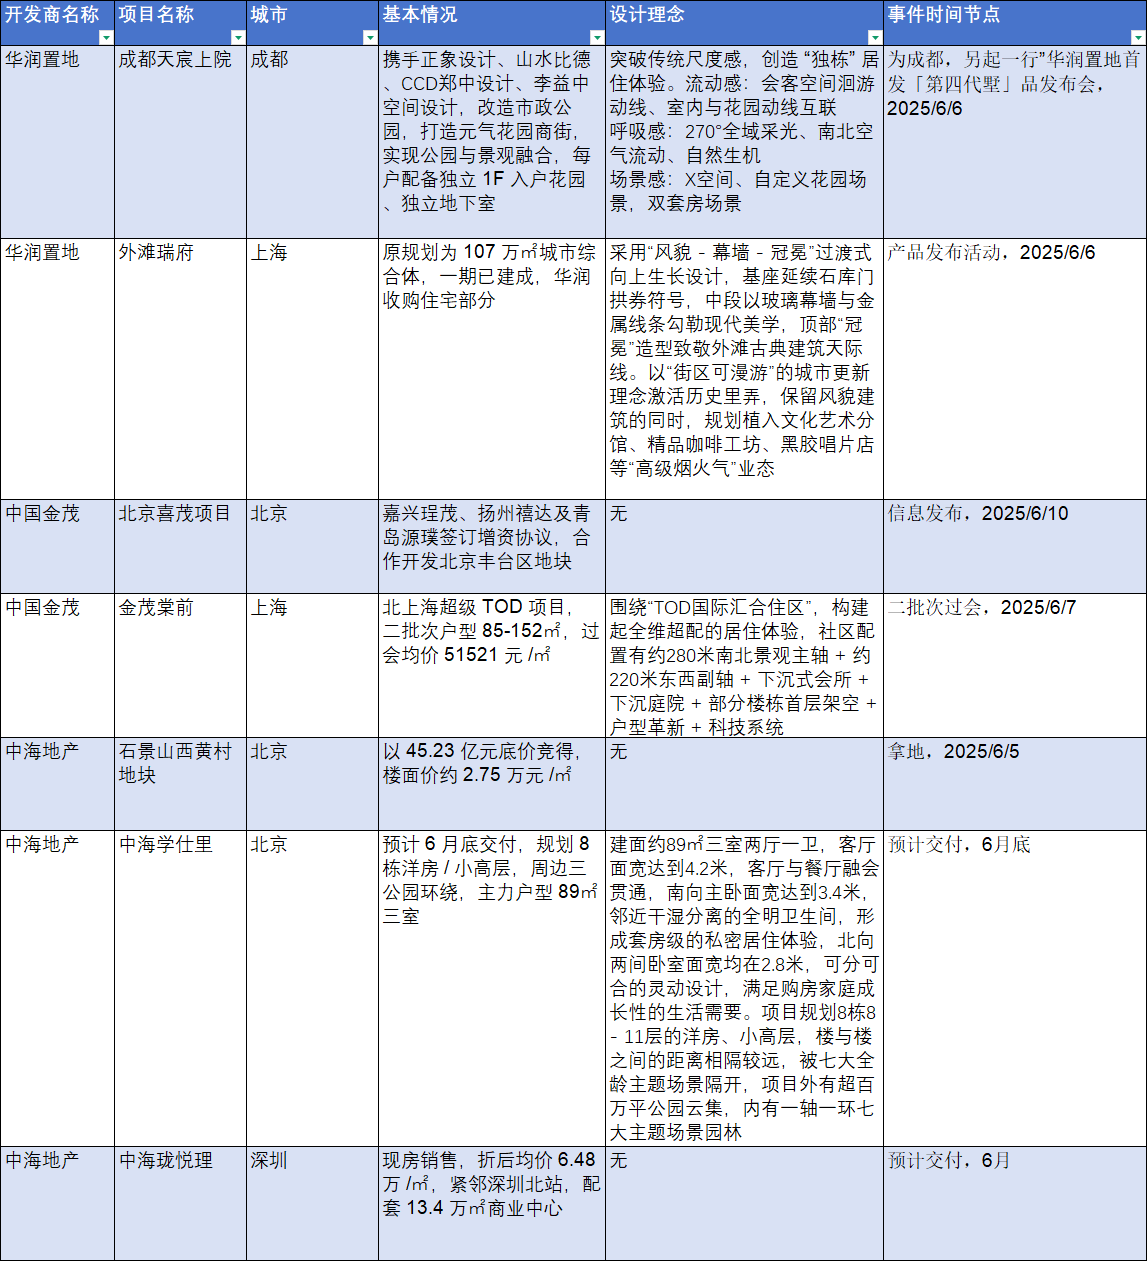 开发商名称 项目名称 城市 基本情况 设计理念 事件时间节点
华润置地
成都天宸上院
成都
携手正象设计、山水比德
、CCD郑中设计、李益中
空间设计，改造市政公
园，打造元气花园商街，
实现公园与景观融合，每
户配备独立 1F 入户花园
、独立地下室
突破传统尺度感，创造 “独栋” 居
住体验。流动感：会客空间洄游
动线、室内与花园动线互联
呼吸感：270°全域采光、南北空
气流动、自然生机
场景感：X空间、自定义花园场
景，双套房场景
为成都，另起一行”华润置地首
发「第四代墅」品发布会，
2025/6/6
华润置地
外滩瑞府
上海
原规划为 107 万㎡城市综
合体，一期已建成，华润
收购住宅部分
采用“风貌 - 幕墙 - 冠冕”过渡式
向上生长设计，基座延续石库门
拱券符号，中段以玻璃幕墙与金
属线条勾勒现代美学，顶部“冠
冕”造型致敬外滩古典建筑天际
线。以“街区可漫游”的城市更新
理念激活历史里弄，保留风貌建
筑的同时，规划植入文化艺术分
馆、精品咖啡工坊、黑胶唱片店
等“高级烟火气”业态
产品发布活动，2025/6/6
中国金茂
北京喜茂项目
北京
嘉兴珵茂、扬州禧达及青
岛源璞签订增资协议，合
作开发北京丰台区地块
无
信息发布，2025/6/10
中国金茂
金茂棠前
上海
北上海超级 TOD 项目，
二批次户型 85-152㎡，过
会均价 51521 元 /㎡
围绕“TOD国际汇合住区”，构建
起全维超配的居住体验，社区配
置有约280米南北景观主轴 + 约
220米东西副轴 + 下沉式会所 +
下沉庭院 + 部分楼栋首层架空 +
户型革新 + 科技系统
二批次过会，2025/6/7
中海地产
石景山西黄村
地块
北京
以 45.23 亿元底价竞得，
楼面价约 2.75 万元 /㎡
无
拿地，2025/6/5
中海地产
中海学仕里
北京
预计 6 月底交付，规划 8
栋洋房 / 小高层，周边三
公园环绕，主力户型 89㎡
三室
建面约89㎡三室两厅一卫，客厅
面宽达到4.2米，客厅与餐厅融会
贯通，南向主卧面宽达到3.4米，
邻近干湿分离的全明卫生间，形
成套房级的私密居住体验，北向
两间卧室面宽均在2.8米，可分可
合的灵动设计，满足购房家庭成
长性的生活需要。项目规划8栋8
- 11层的洋房、小高层，楼与楼
之间的距离相隔较远，被七大全
龄主题场景隔开，项目外有超百
万平公园云集，内有一轴一环七
大主题场景园林
预计交付，6月底
中海地产
中海珑悦理
深圳
现房销售，折后均价 6.48
万 /㎡，紧邻深圳北站，配
套 13.4 万㎡商业中心
无
预计交付，6月